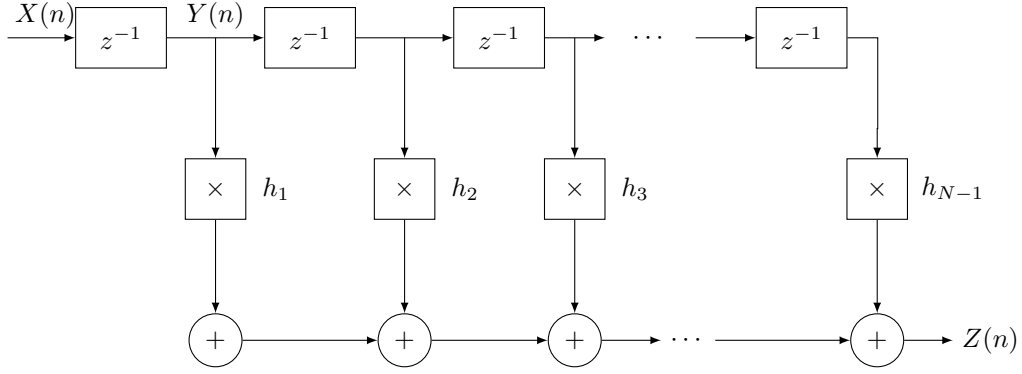 X(n) Y(n)
z⁻¹ z⁻¹ z⁻¹ ··· z⁻¹
× h₁ × h₂ × h₃ × h_{N−1}
+ + + ··· + Z(n)